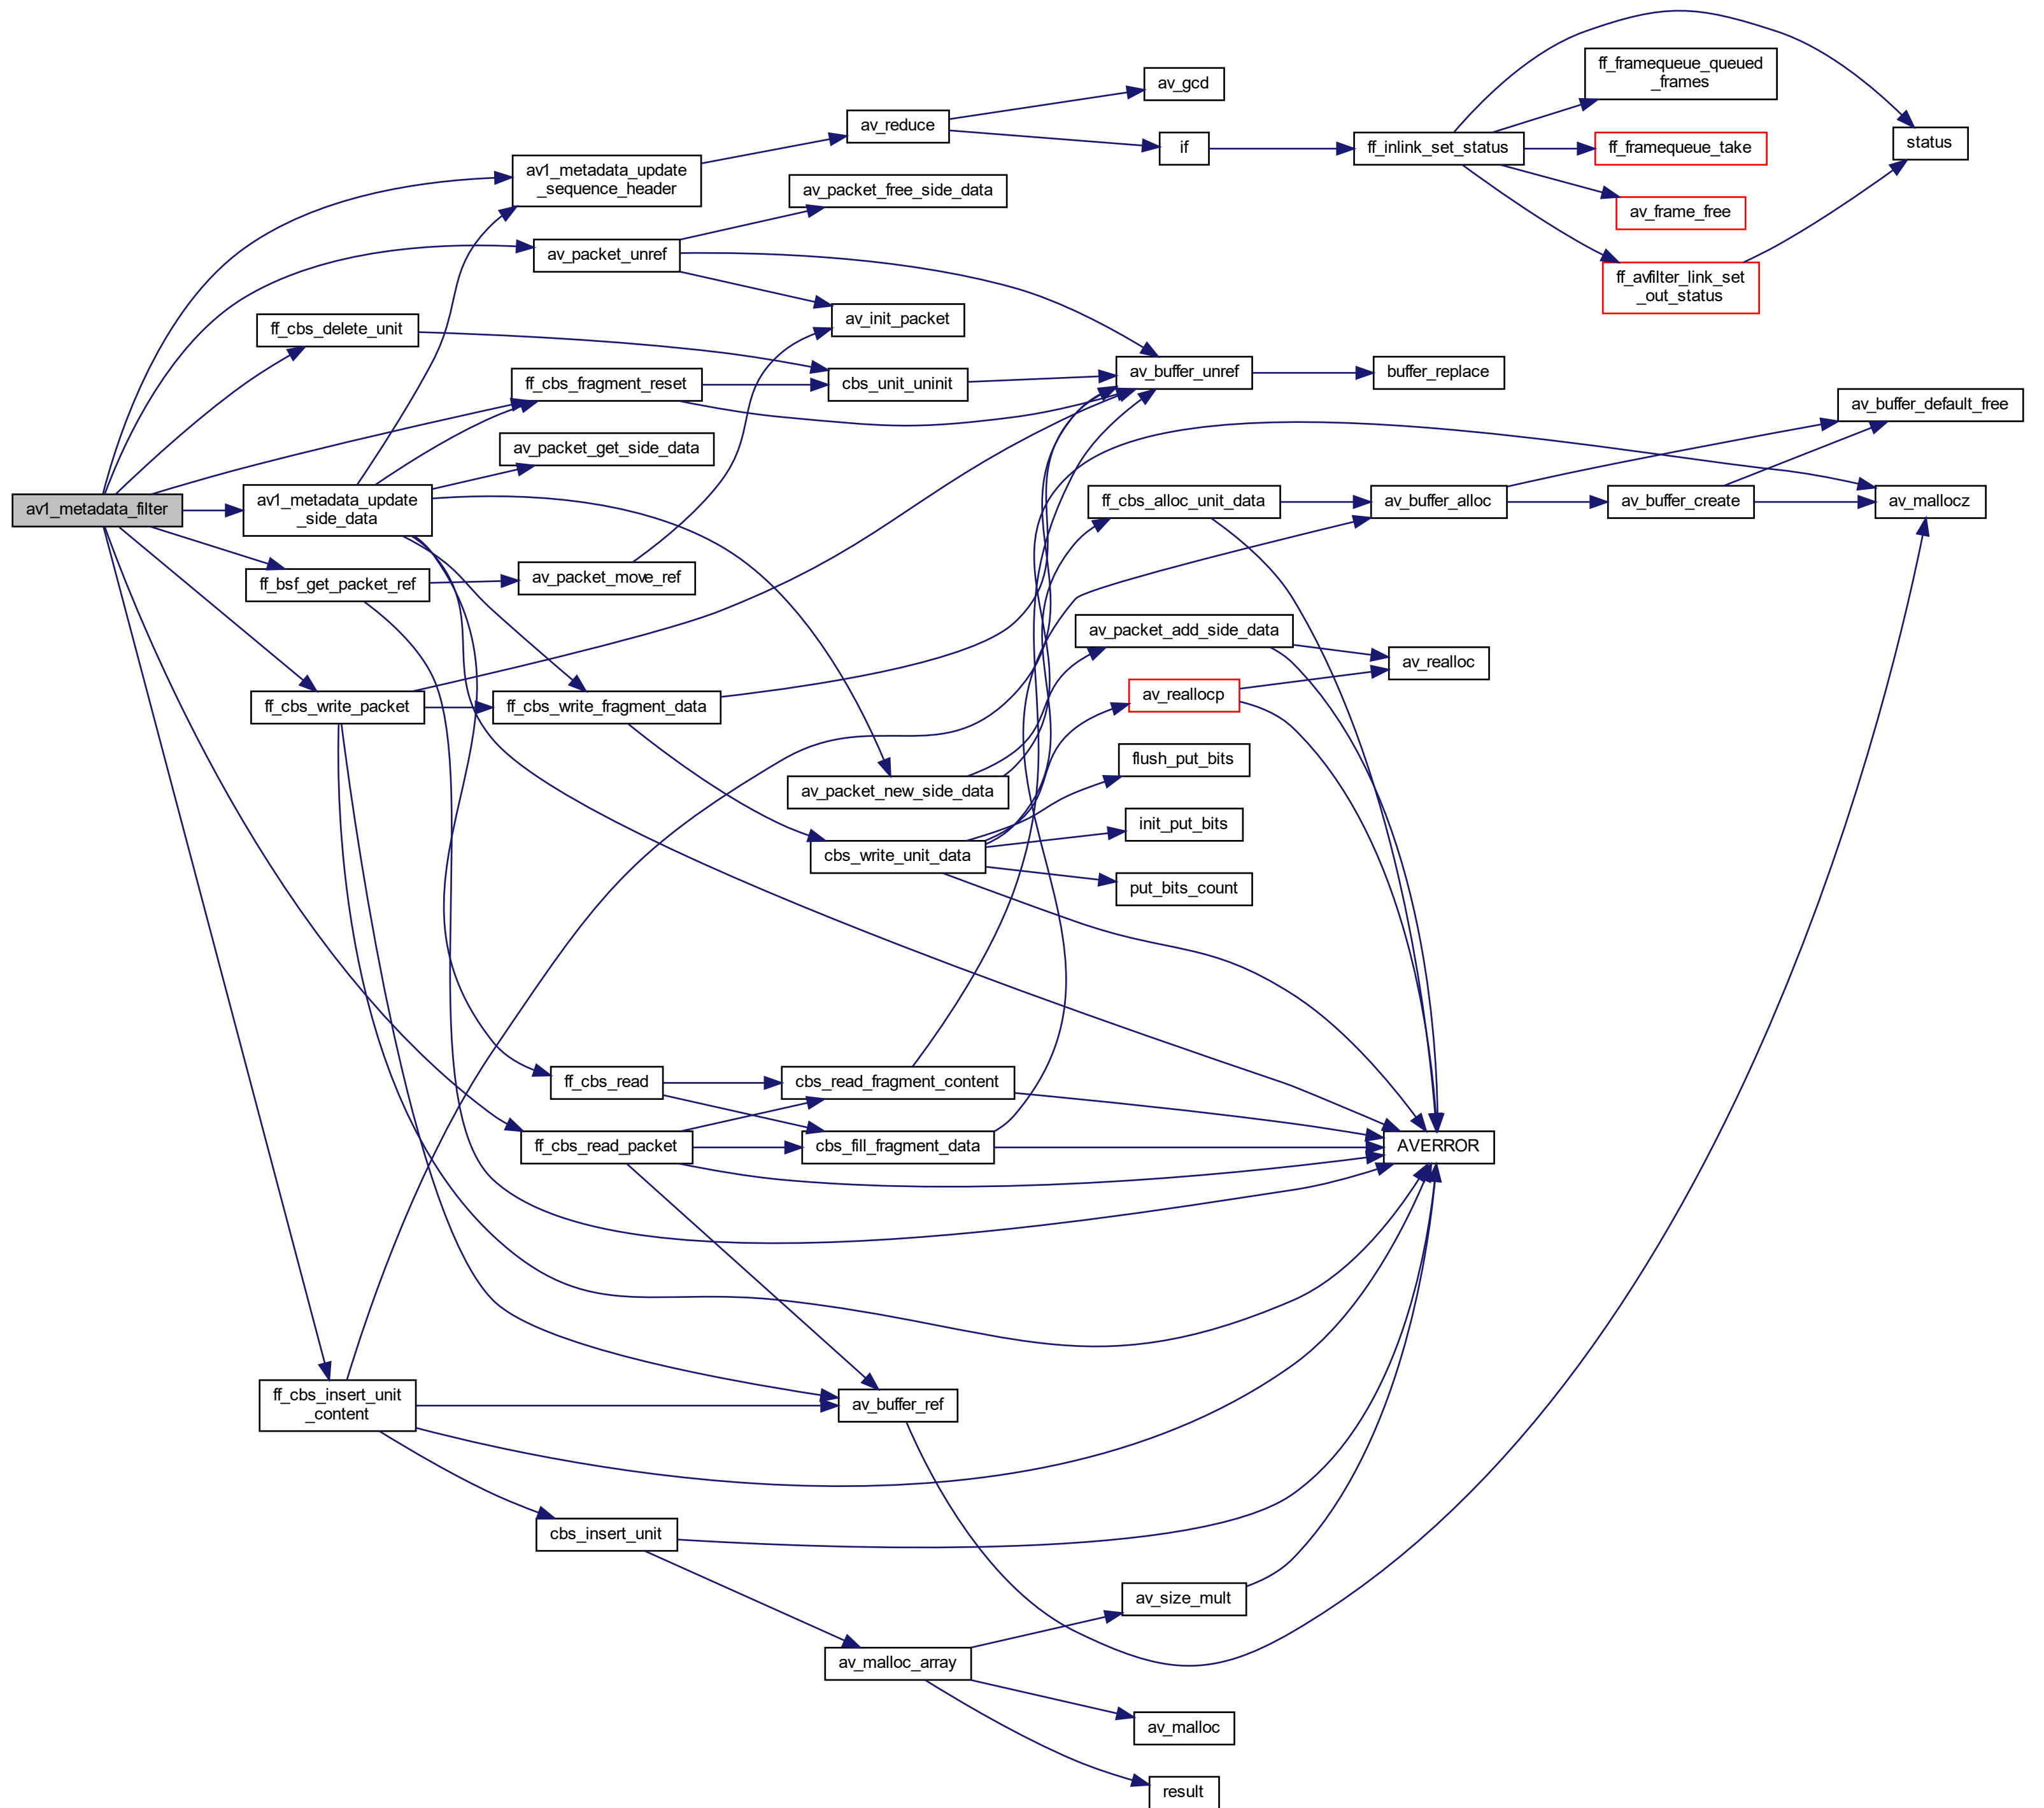 av1_metadata_filter
av1_metadata_update
_sequence_header
av_reduce
av_gcd
if
ff_inlink_set_status
ff_framequeue_queued
_frames
ff_framequeue_take
av_frame_free
ff_avfilter_link_set
_out_status
status
av_packet_unref
av_packet_free_side_data
av_init_packet
av_buffer_unref
buffer_replace
ff_cbs_delete_unit
cbs_unit_uninit
ff_cbs_fragment_reset
av_packet_get_side_data
av1_metadata_update
_side_data
ff_bsf_get_packet_ref
av_packet_move_ref
ff_cbs_alloc_unit_data
av_buffer_alloc
av_buffer_create
av_buffer_default_free
av_mallocz
av_packet_add_side_data
av_realloc
av_reallocp
ff_cbs_write_packet
ff_cbs_write_fragment_data
av_packet_new_side_data
flush_put_bits
cbs_write_unit_data
init_put_bits
put_bits_count
ff_cbs_read
cbs_read_fragment_content
ff_cbs_read_packet
cbs_fill_fragment_data
AVERROR
ff_cbs_insert_unit
_content
av_buffer_ref
cbs_insert_unit
av_size_mult
av_malloc_array
av_malloc
result